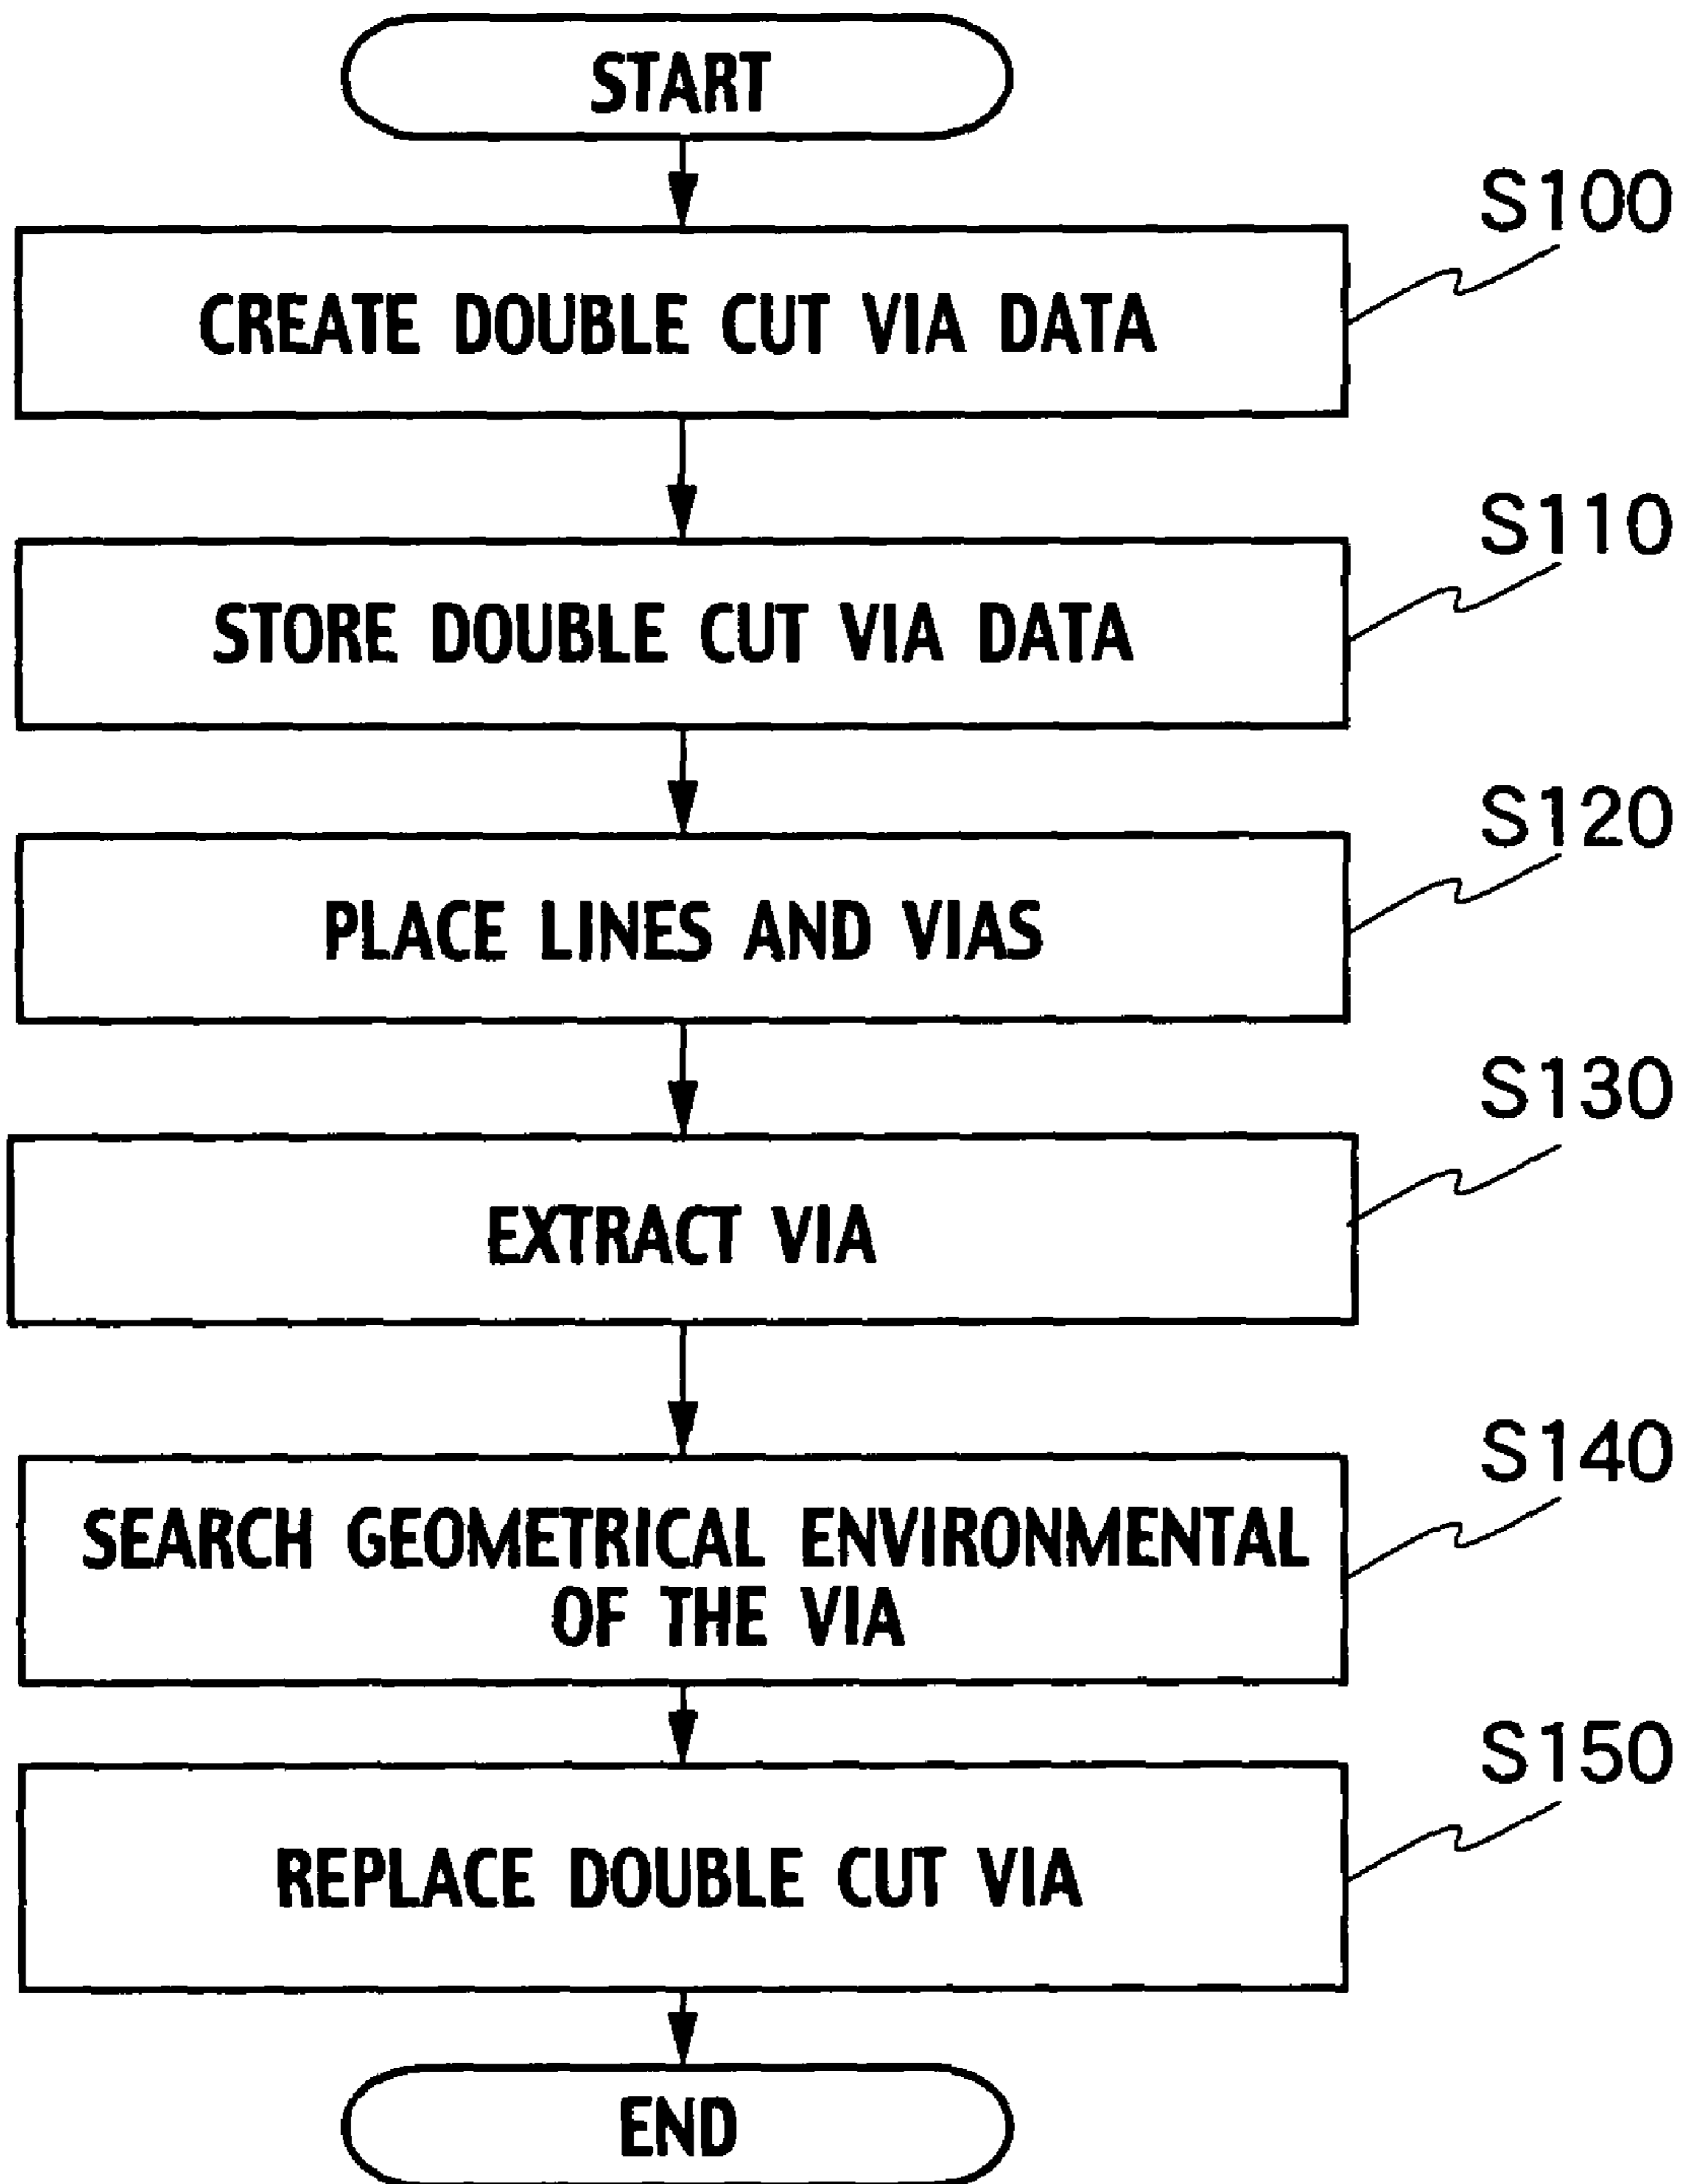 START
S100
CREATE DOUBLE CUT VIA DATA
S110
STORE DOUBLE CUT VIA DATA
S120
PLACE LINES AND VIAS
S130
EXTRACT VIA
S140
SEARCH GEOMETRICAL ENVIRONMENTAL
OF THE VIA
S150
REPLACE DOUBLE CUT VIA
END